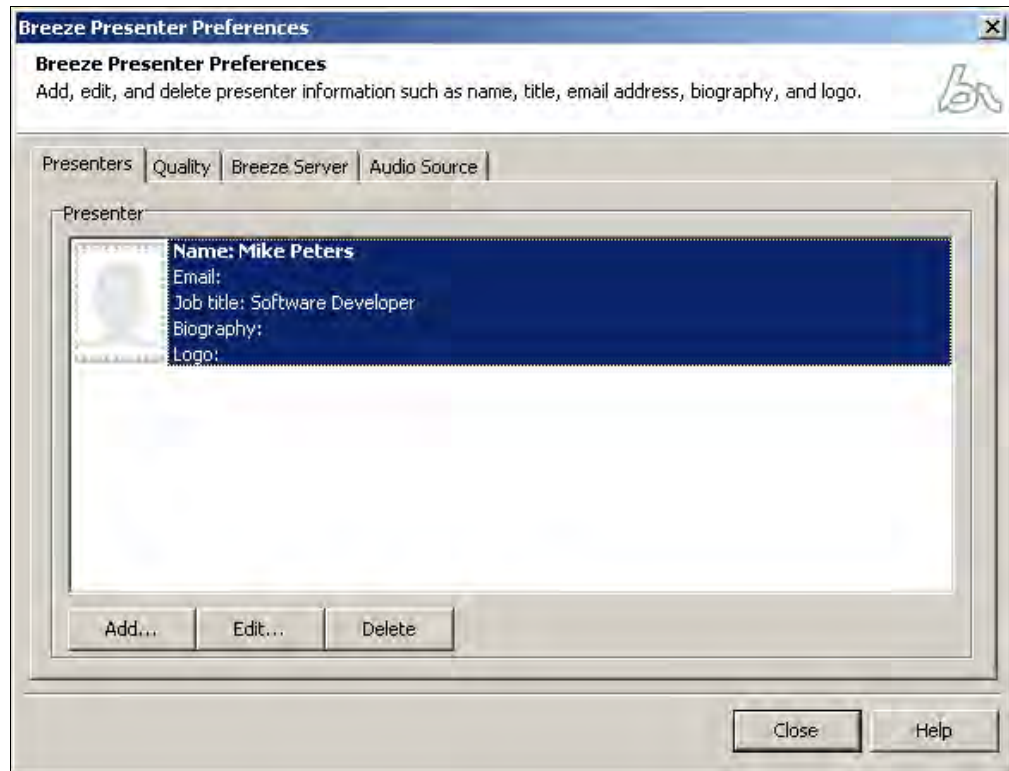 Breeze Presenter Preferences
Breeze Presenter Preferences
Add, edit, and delete presenter information such as name, title, email address, biography, and logo.
br
Presenters Quality Breeze Server Audio Source
Presenter
Name: Mike Peters
Email:
Job title: Software Developer
Biography:
Logo:
Add... Edit... Delete
Close Help